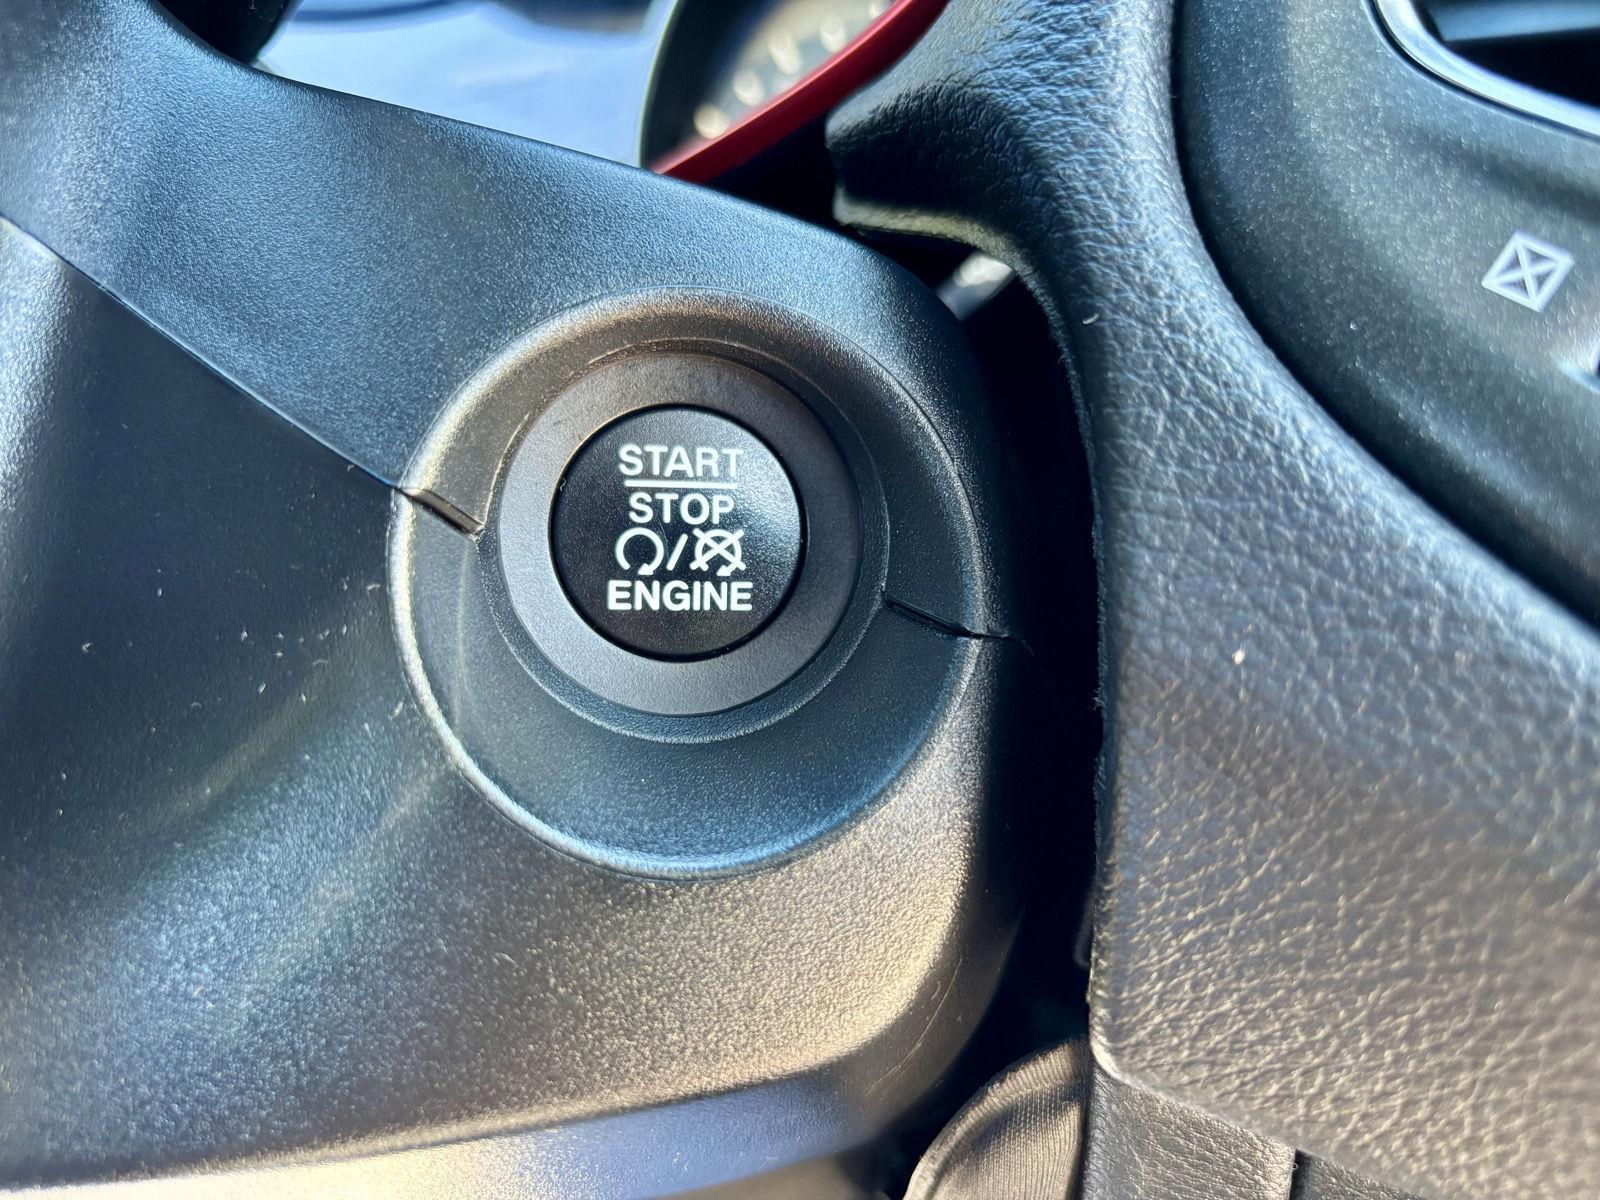 START
STOP
/
ENGINE